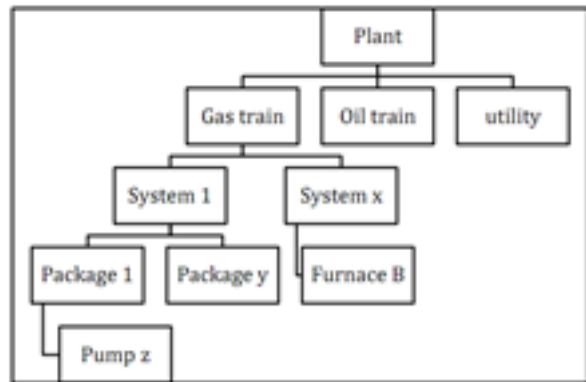 Plant
Gas train
Oil train
utility
System 1
System x
Package 1
Package y
Furnace B
Pump z